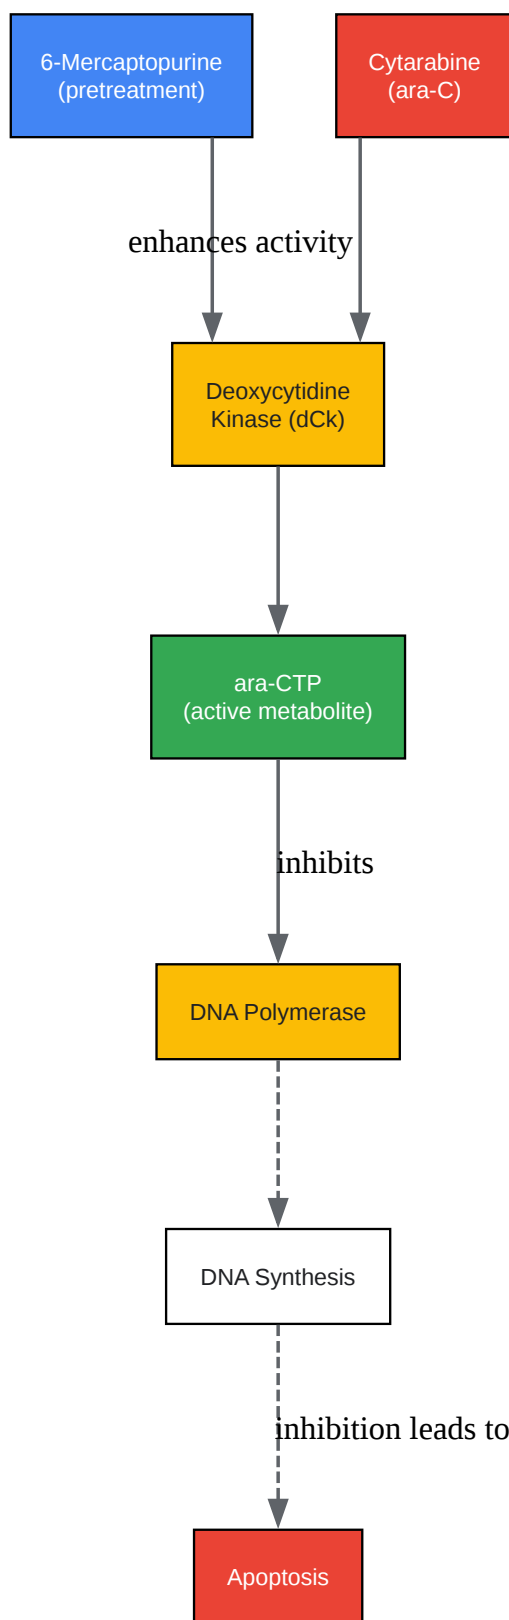 6-Mercaptopurine
(pretreatment)
Cytarabine
(ara-C)
enhances activity
Deoxycytidine
Kinase (dCk)
ara-CTP
(active metabolite)
inhibits
DNA Polymerase
DNA Synthesis
inhibition leads to
Apoptosis